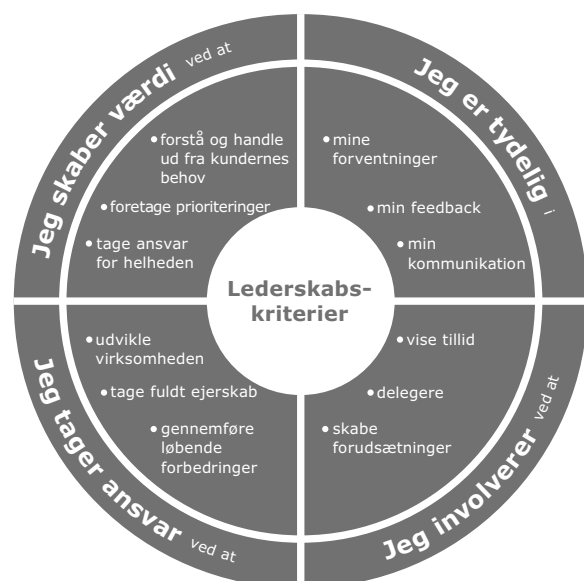 Jeg skaber værdi ved at
• forstå og handle
ud fra kundernes
behov
• foretage prioriteringer
• tage ansvar
for helheden
Jeg er tydelig i
• mine
forventninger
• min feedback
• min
kommunikation
Lederskabs-
kriterier
Jeg tager ansvar ved at
• udvikle
virksomheden
• tage fuldt ejerskab
• gennemføre
løbende
forbedringer
Jeg involverer ved at
• vise tillid
• delegere
• skabe
forudsætninger